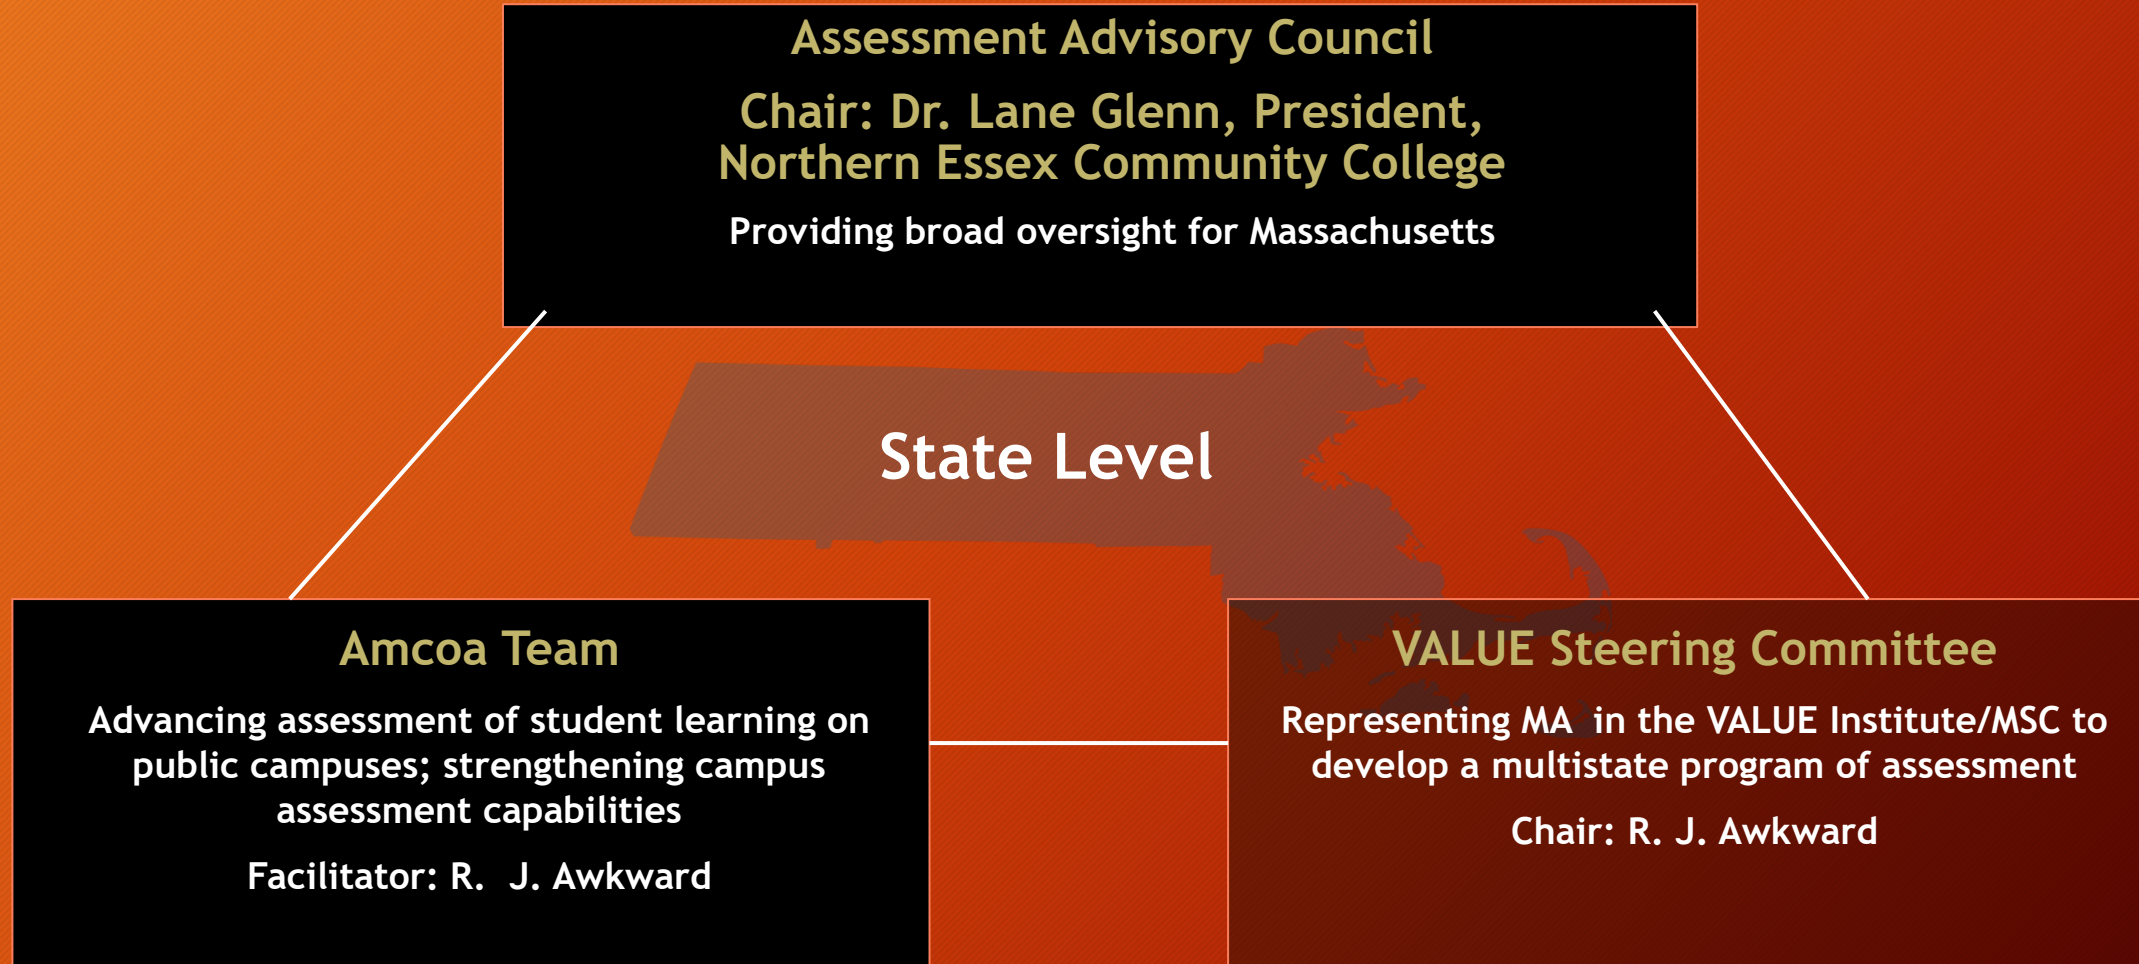 Assessment Advisory Council
Chair: Dr. Lane Glenn, President,
Northern Essex Community College
Providing broad oversight for Massachusetts
State Level
Amcoa Team
Advancing assessment of student learning on
public campuses; strengthening campus
assessment capabilities
Facilitator: R.  J. Awkward
VALUE Steering Committee
Representing MA  in the VALUE Institute/MSC to
develop a multistate program of assessment
Chair: R. J. Awkward